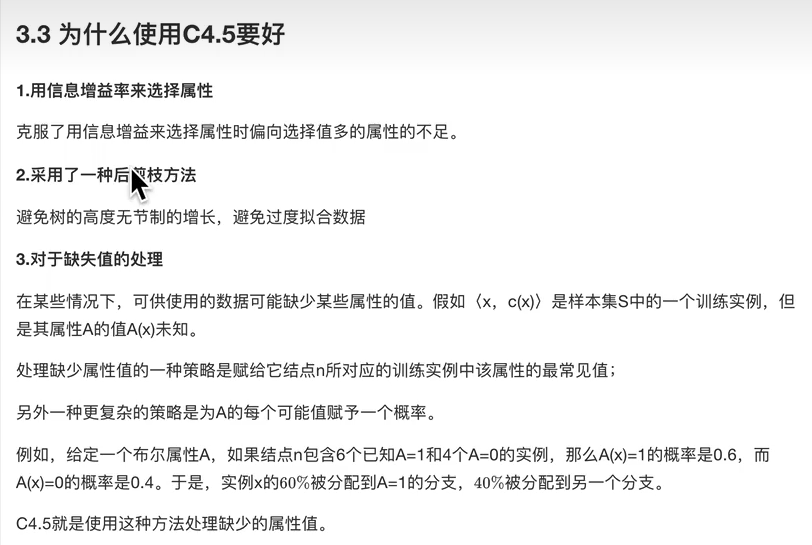 3.3 为什么使用C4.5要好
1.用信息增益率来选择属性
克服了用信息增益来选择属性时偏向选择值多的属性的不足。
2.采用了一种后剪枝方法
避免树的高度无节制的增长，避免过度拟合数据
3.对于缺失值的处理
在某些情况下，可供使用的数据可能缺少某些属性的值。假如〈x，c(x)〉是样本集S中的一个训练实例，但
是其属性A的值A(x)未知。
处理缺少属性值的一种策略是赋给它结点n所对应的训练实例中该属性的最常见值；
另外一种更复杂的策略是为A的每个可能值赋予一个概率。
例如，给定一个布尔属性A，如果结点n包含6个已知A=1和4个A=0的实例，那么A(x)=1的概率是0.6，而
A(x)=0的概率是0.4。于是，实例x的60%被分配到A=1的分支，40%被分配到另一个分支。
C4.5就是使用这种方法处理缺少的属性值。